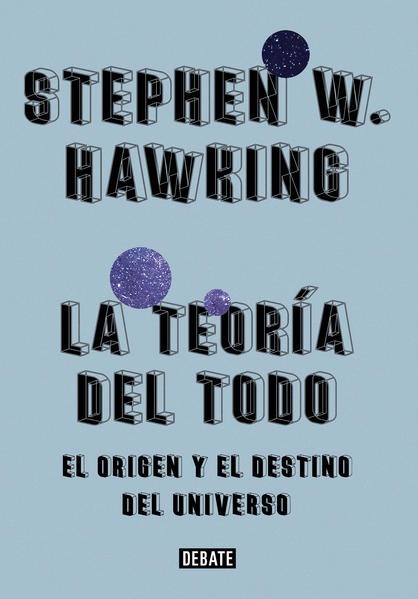 STEPHEN W.
HAWKING
LA TEORÍA
DEL TODO
EL ORIGEN Y EL DESTINO
DEL UNIVERSO
DEBATE